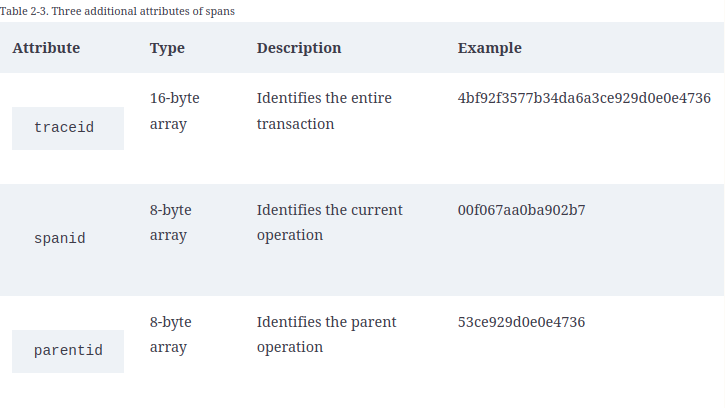 Table 2-3. Three additional attributes of spans
Attribute Type Description Example
traceid 16-byte array Identifies the entire transaction 4bf92f3577b34da6a3ce929d0e0e4736
spanid 8-byte array Identifies the current operation 00f067aa0ba902b7
parentid 8-byte array Identifies the parent operation 53ce929d0e0e4736